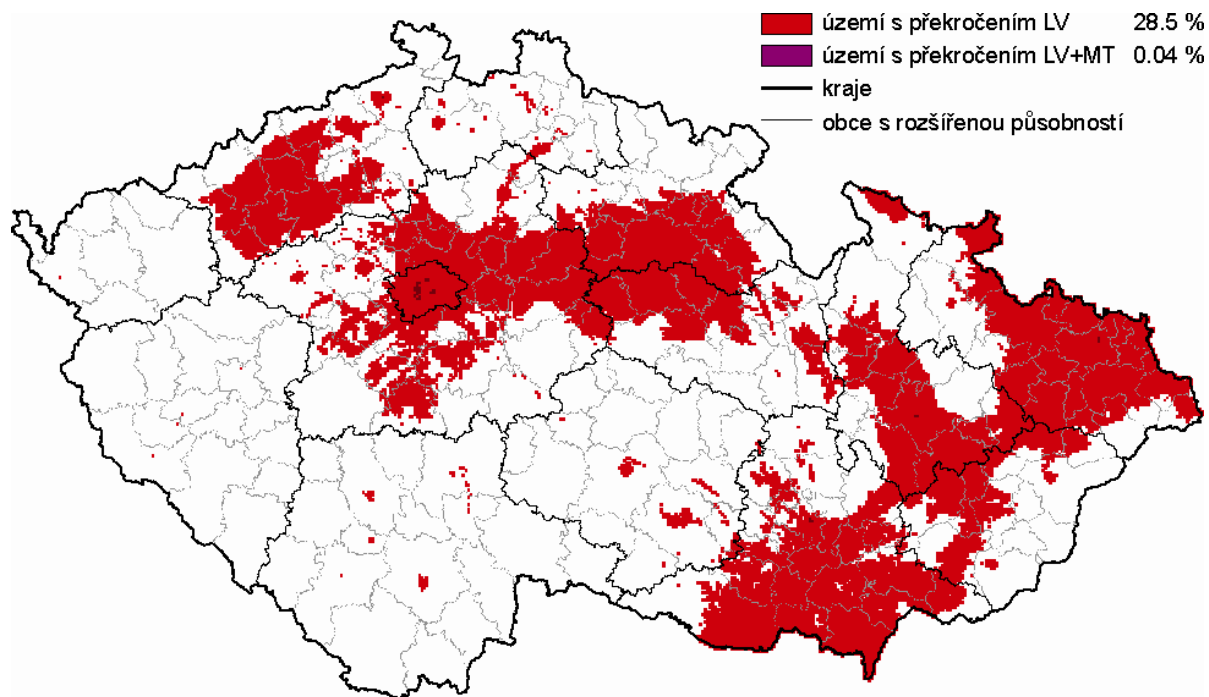 území s překročením LV 28.5 %
území s překročením LV+MT 0.04 %
kraje
obce s rozšířenou působností